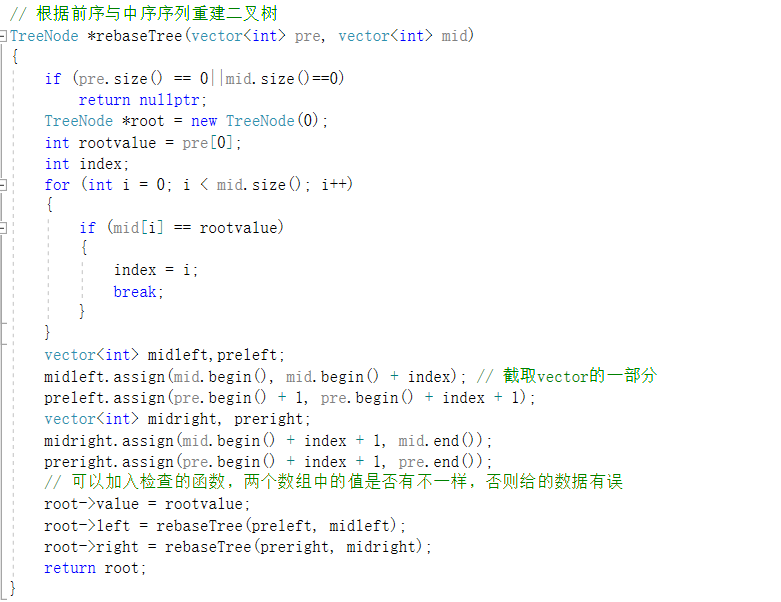 // 根据前序与中序序列重建二叉树
TreeNode *rebaseTree(vector<int> pre, vector<int> mid)
{
if (pre.size() == 0||mid.size()==0)
return nullptr;
TreeNode *root = new TreeNode(0);
int rootvalue = pre[0];
int index;
for (int i = 0; i < mid.size(); i++)
{
if (mid[i] == rootvalue)
{
index = i;
break;
}
}
vector<int> midleft,preleft;
midleft.assign(mid.begin(), mid.begin() + index); // 截取vector的一部分
preleft.assign(pre.begin() + 1, pre.begin() + index + 1);
vector<int> midright, preright;
midright.assign(mid.begin() + index + 1, mid.end());
preright.assign(pre.begin() + index + 1, pre.end());
// 可以加入检查的函数，两个数组中的值是否有不一样，否则给的数据有误
root->value = rootvalue;
root->left = rebaseTree(preleft, midleft);
root->right = rebaseTree(preright, midright);
return root;
}